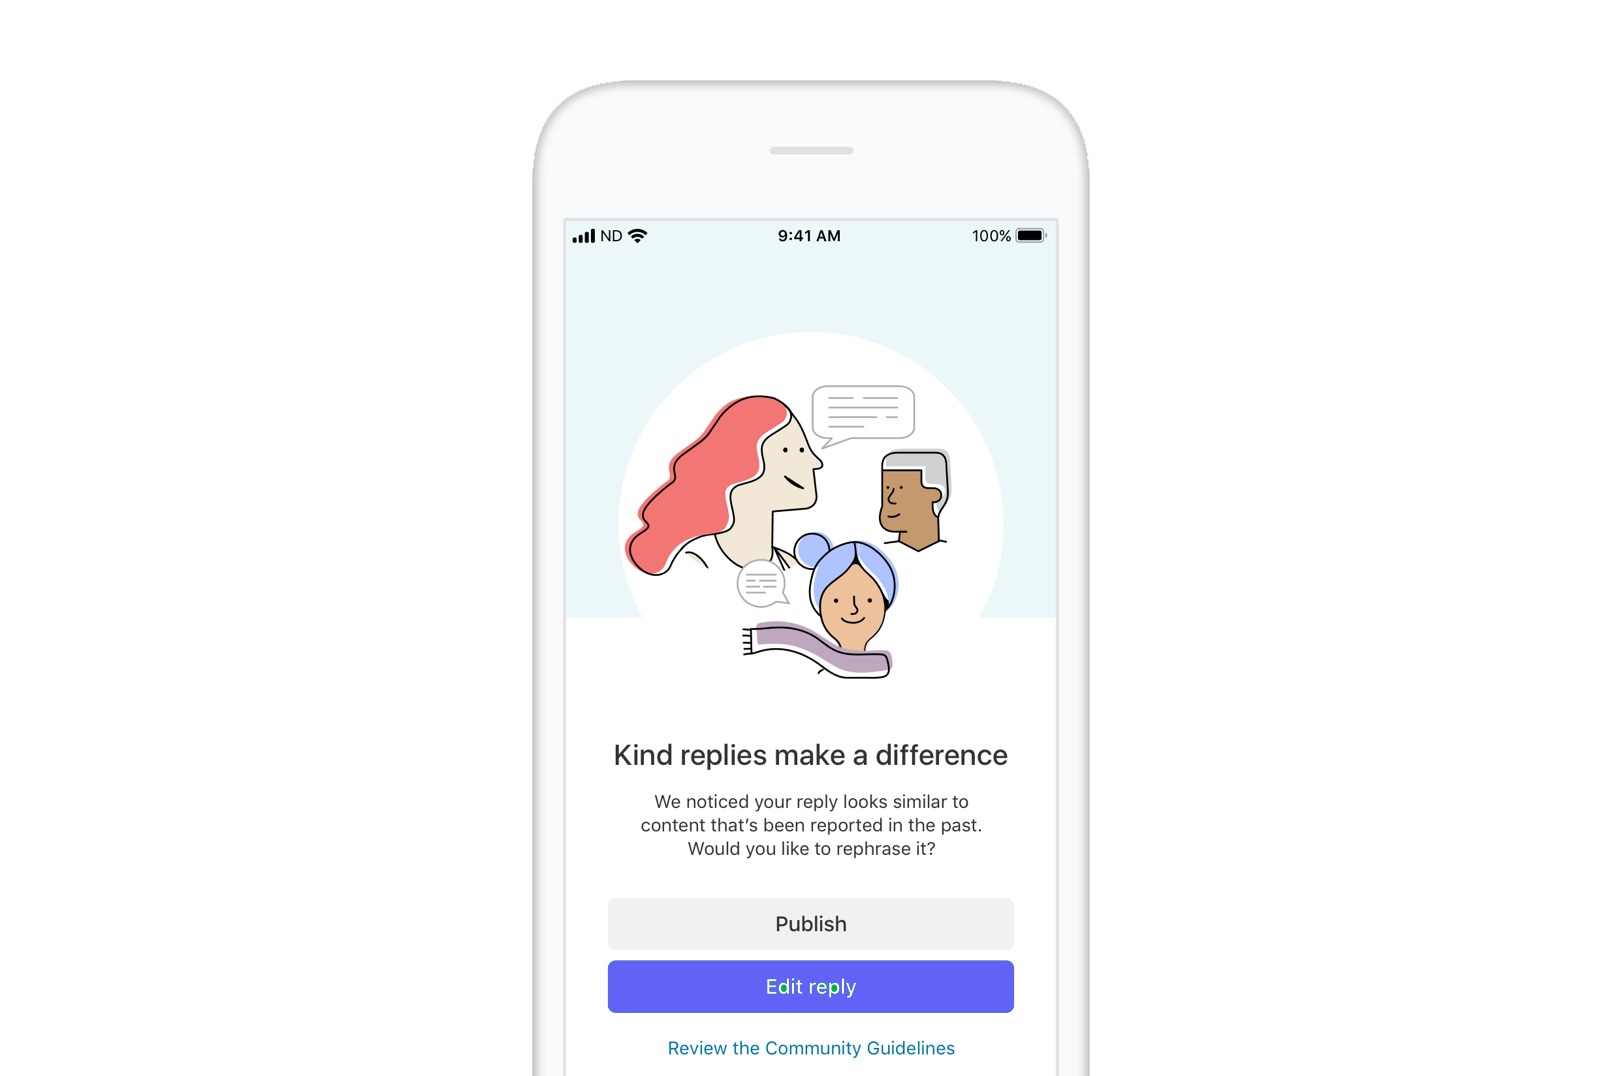 ND 9:41 AM 100%
Kind replies make a difference
We noticed your reply looks similar to
content that’s been reported in the past.
Would you like to rephrase it?
Publish
Edit reply
Review the Community Guidelines